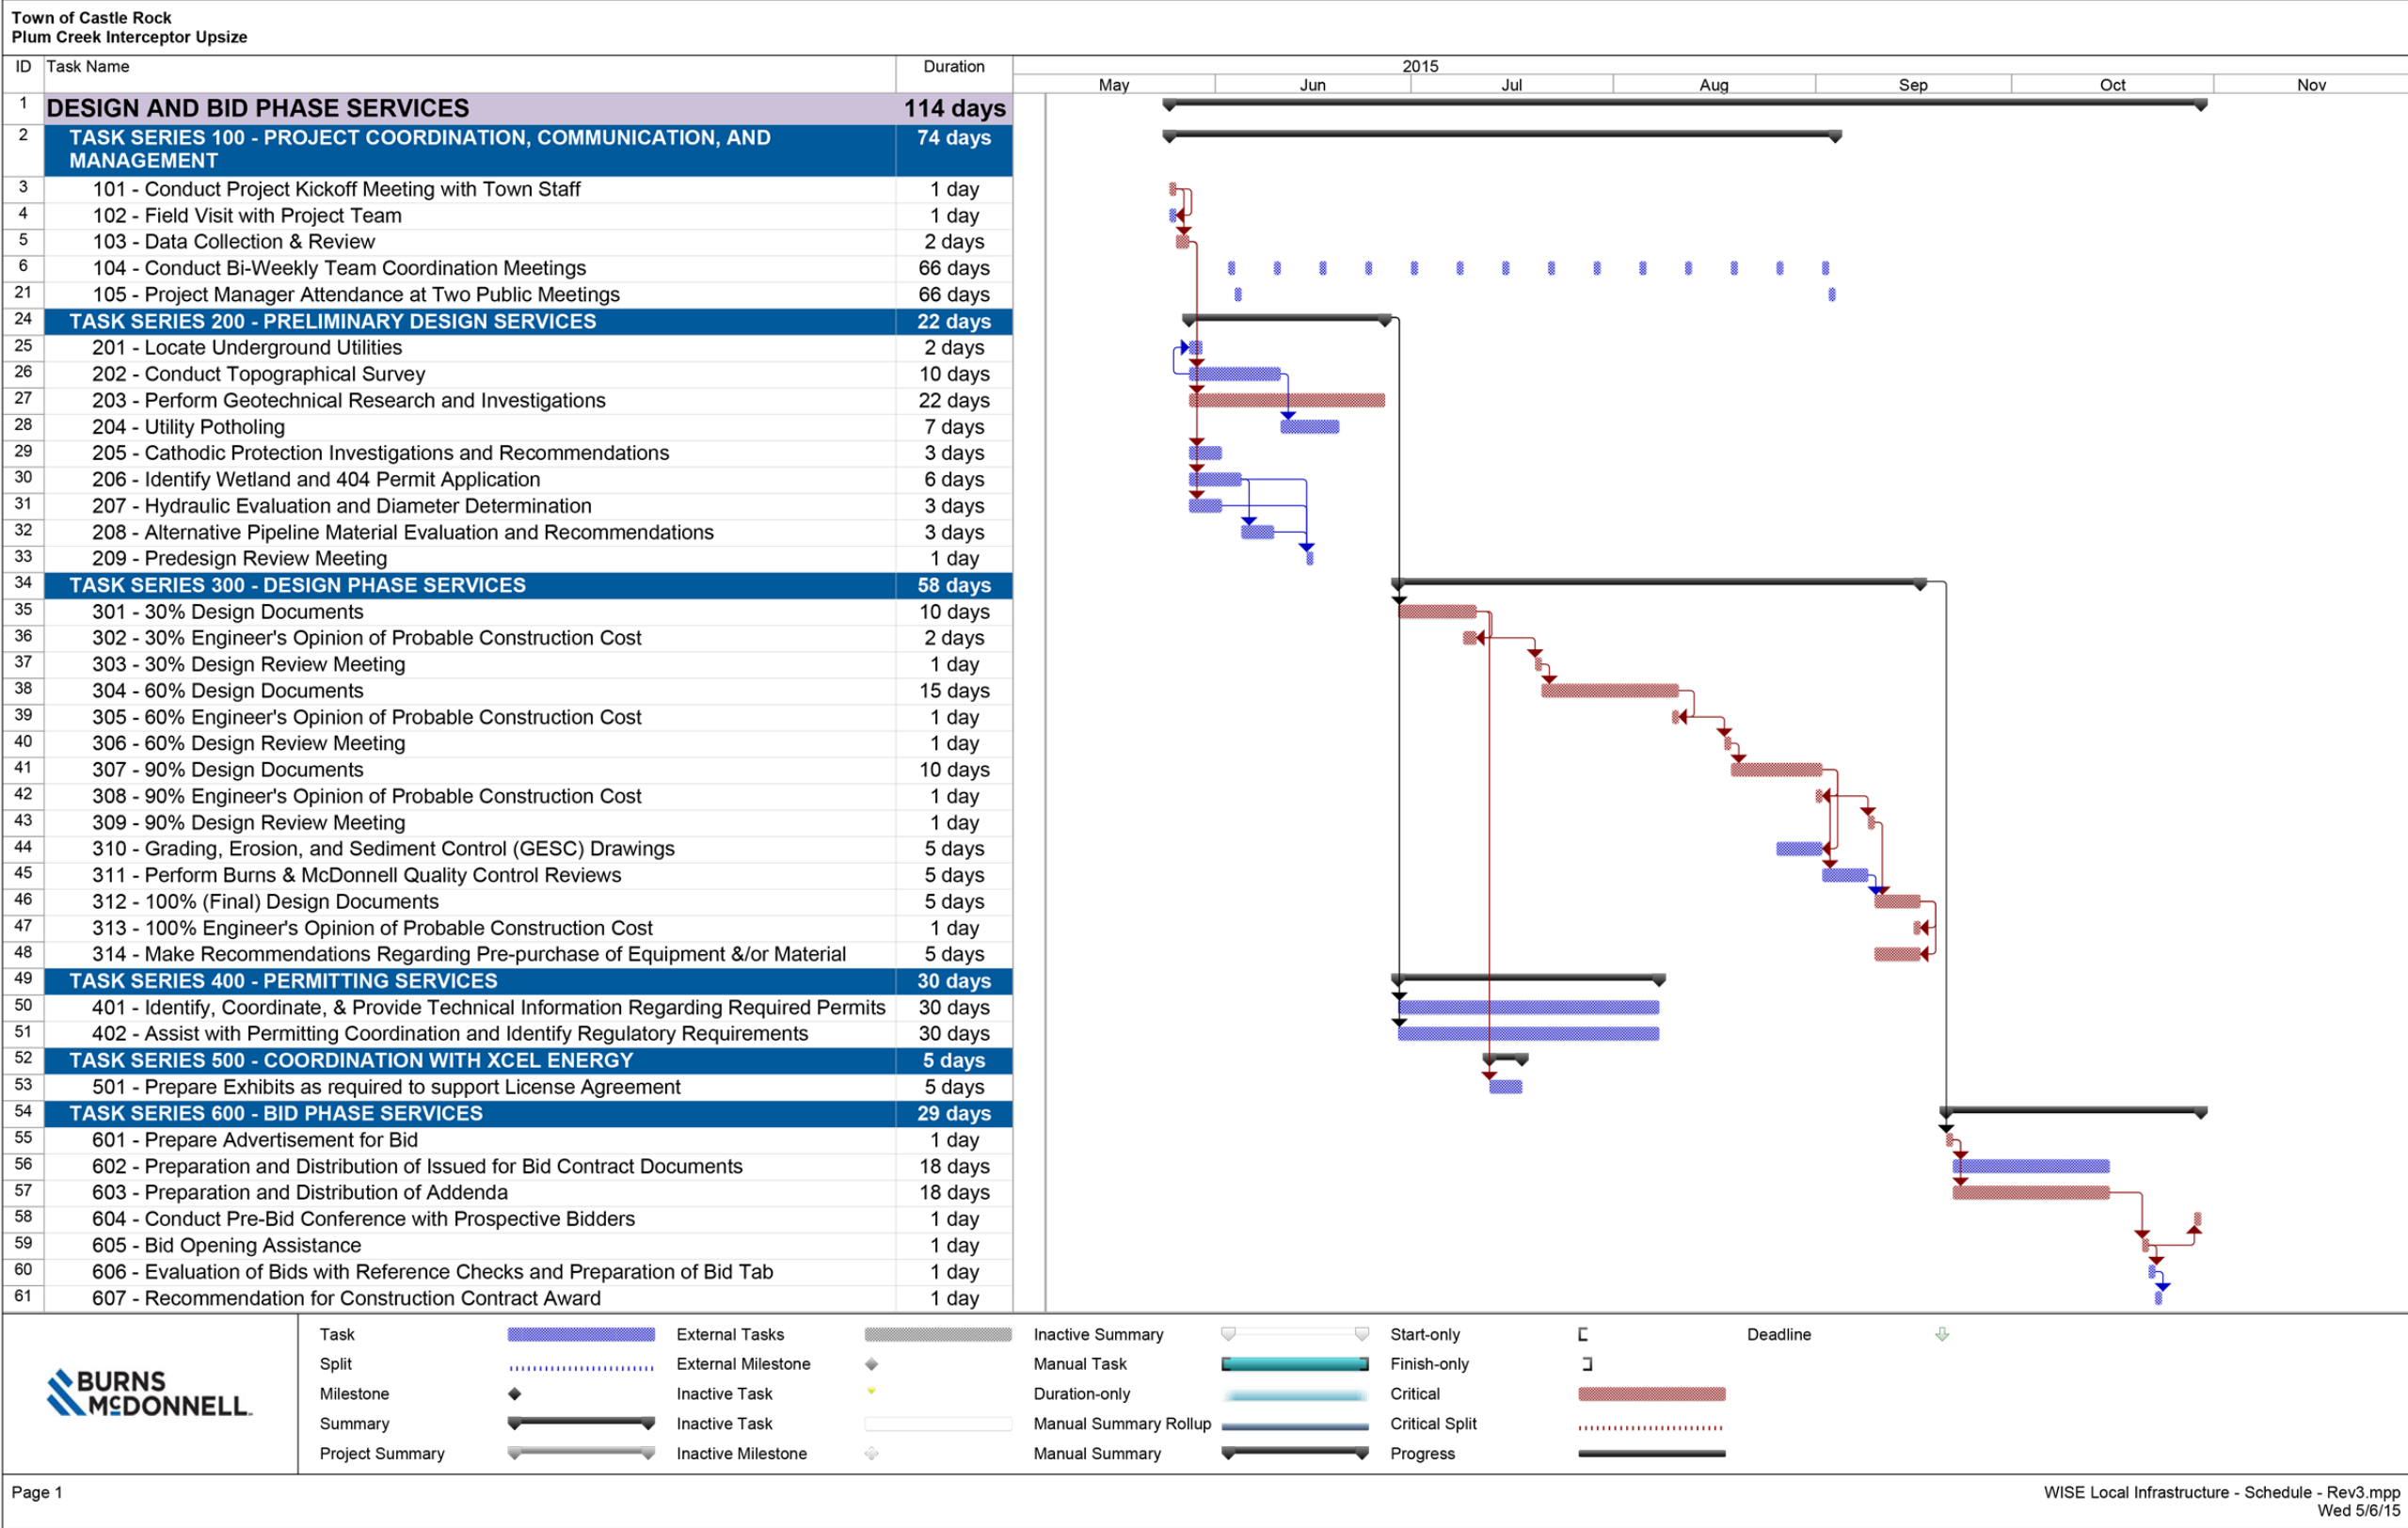 Town of Castle Rock
Plum Creek Interceptor Upsize
ID Task Name Duration 2015
May Jun Jul Aug Sep Oct Nov
1 DESIGN AND BID PHASE SERVICES 114 days
2 TASK SERIES 100 - PROJECT COORDINATION, COMMUNICATION, AND 74 days
MANAGEMENT
3 101 - Conduct Project Kickoff Meeting with Town Staff 1 day
4 102 - Field Visit with Project Team 1 day
5 103 - Data Collection & Review 2 days
6 104 - Conduct Bi-Weekly Team Coordination Meetings 66 days
21 105 - Project Manager Attendance at Two Public Meetings 66 days
24 TASK SERIES 200 - PRELIMINARY DESIGN SERVICES 22 days
25 201 - Locate Underground Utilities 2 days
26 202 - Conduct Topographical Survey 10 days
27 203 - Perform Geotechnical Research and Investigations 22 days
28 204 - Utility Potholing 7 days
29 205 - Cathodic Protection Investigations and Recommendations 3 days
30 206 - Identify Wetland and 404 Permit Application 6 days
31 207 - Hydraulic Evaluation and Diameter Determination 3 days
32 208 - Alternative Pipeline Material Evaluation and Recommendations 3 days
33 209 - Predesign Review Meeting 1 day
34 TASK SERIES 300 - DESIGN PHASE SERVICES 58 days
35 301 - 30% Design Documents 10 days
36 302 - 30% Engineer's Opinion of Probable Construction Cost 2 days
37 303 - 30% Design Review Meeting 1 day
38 304 - 60% Design Documents 15 days
39 305 - 60% Engineer's Opinion of Probable Construction Cost 1 day
40 306 - 60% Design Review Meeting 1 day
41 307 - 90% Design Documents 10 days
42 308 - 90% Engineer's Opinion of Probable Construction Cost 1 day
43 309 - 90% Design Review Meeting 1 day
44 310 - Grading, Erosion, and Sediment Control (GESC) Drawings 5 days
45 311 - Perform Burns & McDonnell Quality Control Reviews 5 days
46 312 - 100% (Final) Design Documents 5 days
47 313 - 100% Engineer's Opinion of Probable Construction Cost 1 day
48 314 - Make Recommendations Regarding Pre-purchase of Equipment &/or Material 5 days
49 TASK SERIES 400 - PERMITTING SERVICES 30 days
50 401 - Identify, Coordinate, & Provide Technical Information Regarding Required Permits 30 days
51 402 - Assist with Permitting Coordination and Identify Regulatory Requirements 30 days
52 TASK SERIES 500 - COORDINATION WITH XCEL ENERGY 5 days
53 501 - Prepare Exhibits as required to support License Agreement 5 days
54 TASK SERIES 600 - BID PHASE SERVICES 29 days
55 601 - Prepare Advertisement for Bid 1 day
56 602 - Preparation and Distribution of Issued for Bid Contract Documents 18 days
57 603 - Preparation and Distribution of Addenda 18 days
58 604 - Conduct Pre-Bid Conference with Prospective Bidders 1 day
59 605 - Bid Opening Assistance 1 day
60 606 - Evaluation of Bids with Reference Checks and Preparation of Bid Tab 1 day
61 607 - Recommendation for Construction Contract Award 1 day
BURNS
McDONNELL
Task External Tasks Inactive Summary Start-only Deadline
Split External Milestone Manual Task Finish-only
Milestone Inactive Task Duration-only Critical
Summary Inactive Task Manual Summary Rollup Critical Split
Project Summary Inactive Milestone Manual Summary Progress
Page 1 WISE Local Infrastructure - Schedule - Rev3.mpp
Wed 5/6/15